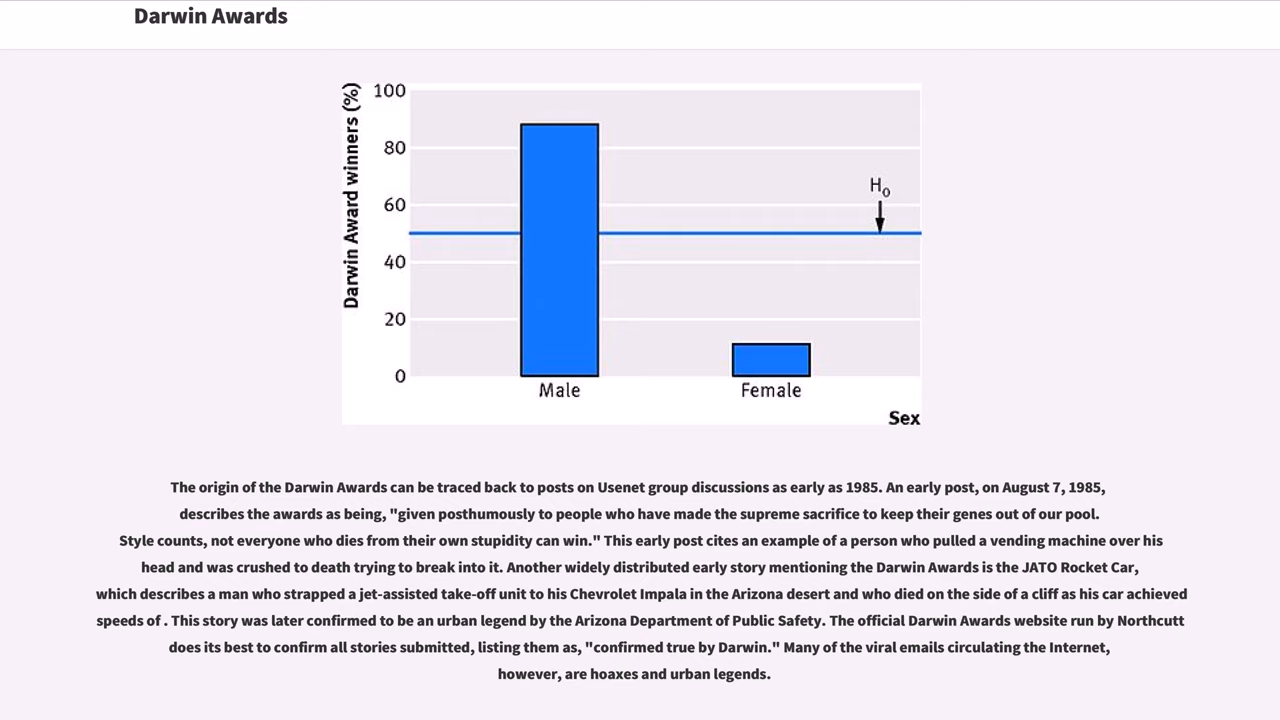 Darwin Awards
Darwin Award winners (%)
100
80
60
40
20
0
H0
Male
Female
Sex
The origin of the Darwin Awards can be traced back to posts on Usenet group discussions as early as 1985. An early post, on August 7, 1985,
describes the awards as being, "given posthumously to people who have made the supreme sacrifice to keep their genes out of our pool.
Style counts, not everyone who dies from their own stupidity can win." This early post cites an example of a person who pulled a vending machine over his
head and was crushed to death trying to break into it. Another widely distributed early story mentioning the Darwin Awards is the JATO Rocket Car,
which describes a man who strapped a jet-assisted take-off unit to his Chevrolet Impala in the Arizona desert and who died on the side of a cliff as his car achieved
speeds of . This story was later confirmed to be an urban legend by the Arizona Department of Public Safety. The official Darwin Awards website run by Northcutt
does its best to confirm all stories submitted, listing them as, "confirmed true by Darwin." Many of the viral emails circulating the Internet,
however, are hoaxes and urban legends.